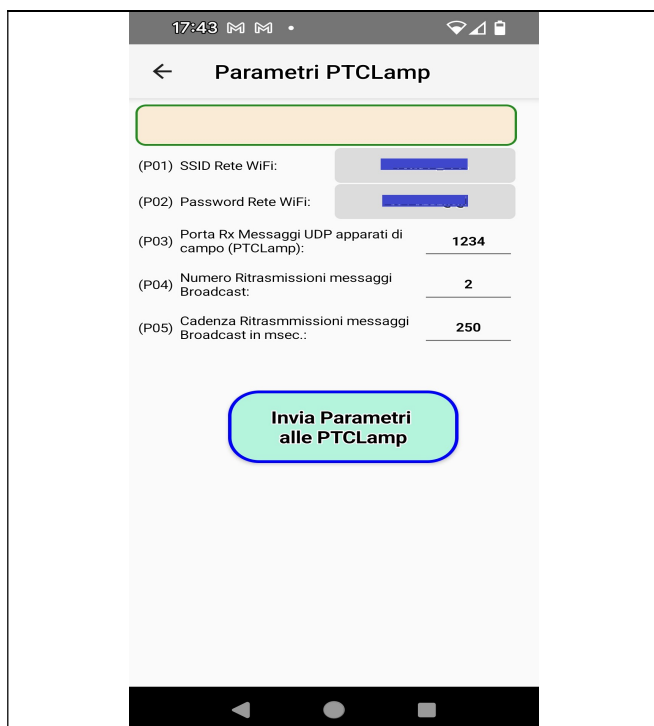 17:43
Parametri PTCLamp
(P01) SSID Rete WiFi:
(P02) Password Rete WiFi:
(P03) Porta Rx Messaggi UDP apparati di
campo (PTCLamp):
1234
(P04) Numero Ritrasmissioni messaggi
Broadcast:
2
(P05) Cadenza Ritrasmmissioni messaggi
Broadcast in msec.:
250
Invia Parametri
alle PTCLamp